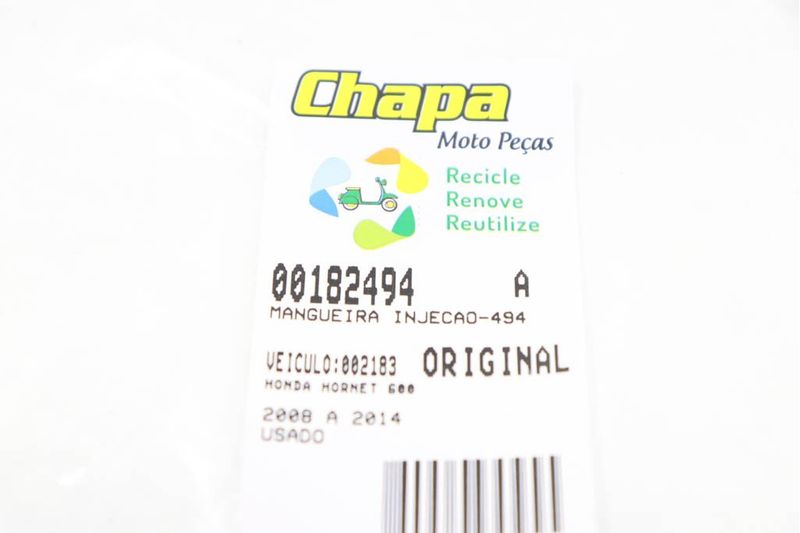 Chapa
Moto Peças
Recicle
Renove
Reutilize
00182494 A
MANGUEIRA INJECAO-494
VEICULO:002183 ORIGINAL
HONDA HORNET 600
2008 A 2014
USADO